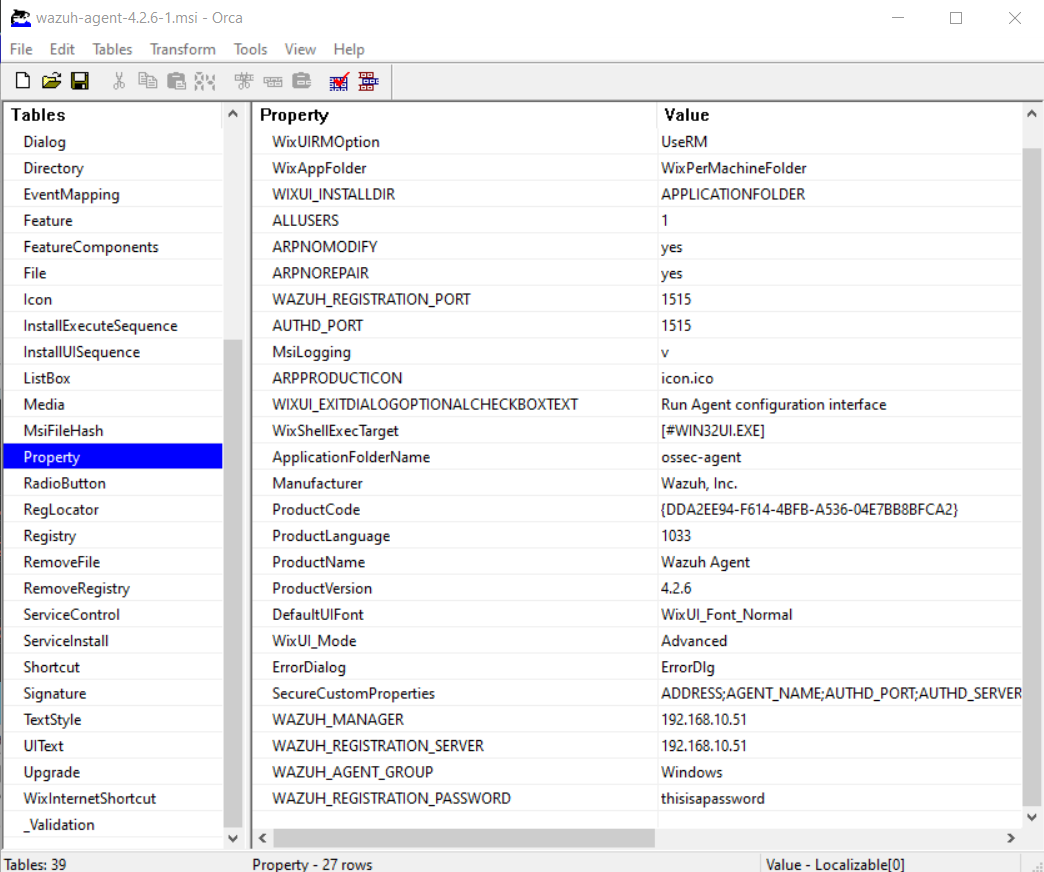 wazuh-agent-4.2.6-1.msi - Orca
File Edit Tables Transform Tools View Help
Tables
Dialog
Directory
EventMapping
Feature
FeatureComponents
File
Icon
InstallExecuteSequence
InstallUISequence
ListBox
Media
MsiFileHash
Property
RadioButton
RegLocator
Registry
RemoveFile
RemoveRegistry
ServiceControl
ServiceInstall
Shortcut
Signature
TextStyle
UIText
Upgrade
WixInternetShortcut
_Validation
Property Value
WixUIRMOption UseRM
WixAppFolder WixPerMachineFolder
WIXUI_INSTALLDIR APPLICATIONFOLDER
ALLUSERS 1
ARPNOMODIFY yes
ARPNOREPAIR yes
WAZUH_REGISTRATION_PORT 1515
AUTHD_PORT 1515
MsiLogging v
ARPPRODUCTICON icon.ico
WIXUI_EXITDIALOGOPTIONALCHECKBOXTEXT Run Agent configuration interface
WixShellExecTarget [#WIN32UI.EXE]
ApplicationFolderName ossec-agent
Manufacturer Wazuh, Inc.
ProductCode {DDA2EE94-F614-4BFB-A536-04E7BB8BFCA2}
ProductLanguage 1033
ProductName Wazuh Agent
ProductVersion 4.2.6
DefaultUIFont WixUI_Font_Normal
WixUI_Mode Advanced
ErrorDialog ErrorDlg
SecureCustomProperties ADDRESS;AGENT_NAME;AUTHD_PORT;AUTHD_SERVER
WAZUH_MANAGER 192.168.10.51
WAZUH_REGISTRATION_SERVER 192.168.10.51
WAZUH_AGENT_GROUP Windows
WAZUH_REGISTRATION_PASSWORD thisisapassword
Tables: 39 Property - 27 rows Value - Localizable[0]